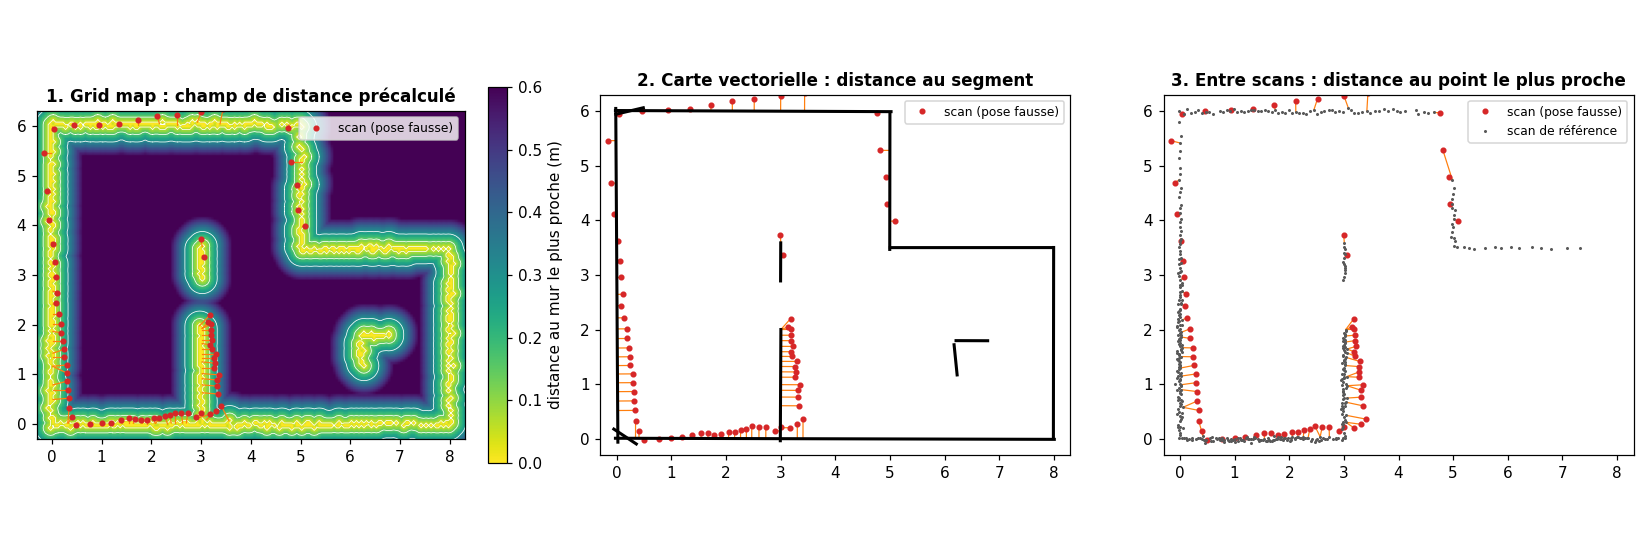 1. Grid map : champ de distance précalculé
scan (pose fausse)
6
5
4
3
2
1
0
0 1 2 3 4 5 6 7 8
0.6
0.5
0.4
0.3
0.2
0.1
0.0
distance au mur le plus proche (m)
2. Carte vectorielle : distance au segment
scan (pose fausse)
6
5
4
3
2
1
0
0 1 2 3 4 5 6 7 8
3. Entre scans : distance au point le plus proche
scan (pose fausse)
scan de référence
6
5
4
3
2
1
0
0 1 2 3 4 5 6 7 8